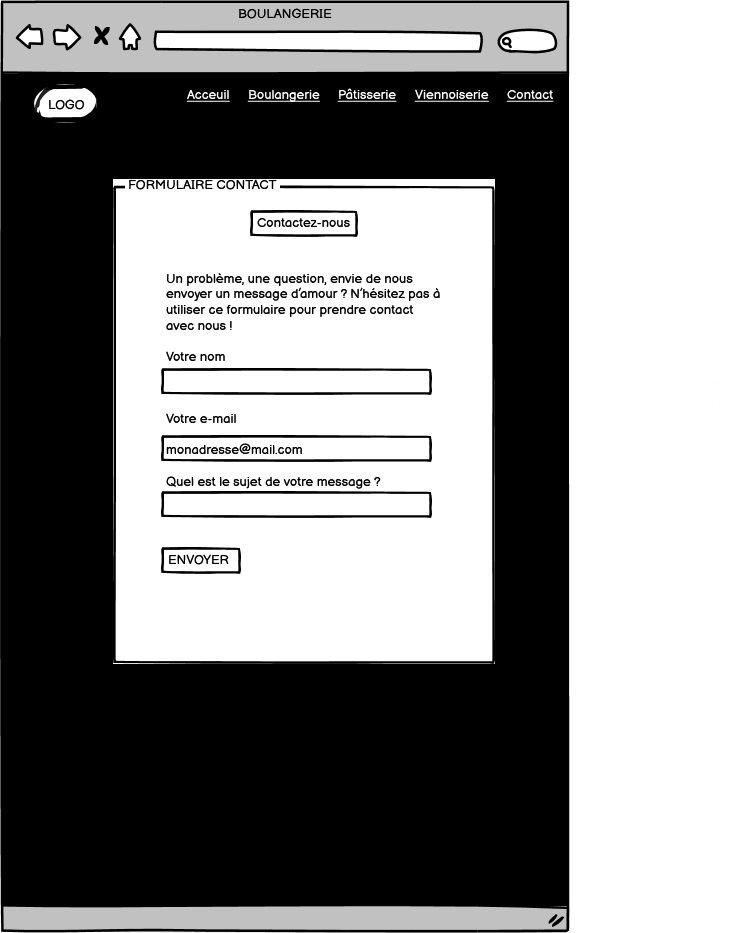 BOULANGERIE
LOGO
Acceuil Boulangerie Pâtisserie Viennoiserie Contact
FORMULAIRE CONTACT
Contactez-nous
Un problème, une question, envie de nous
envoyer un message d'amour ? N'hésitez pas à
utiliser ce formulaire pour prendre contact
avec nous !
Votre nom
Votre e-mail
monadresse@mail.com
Quel est le sujet de votre message ?
ENVOYER